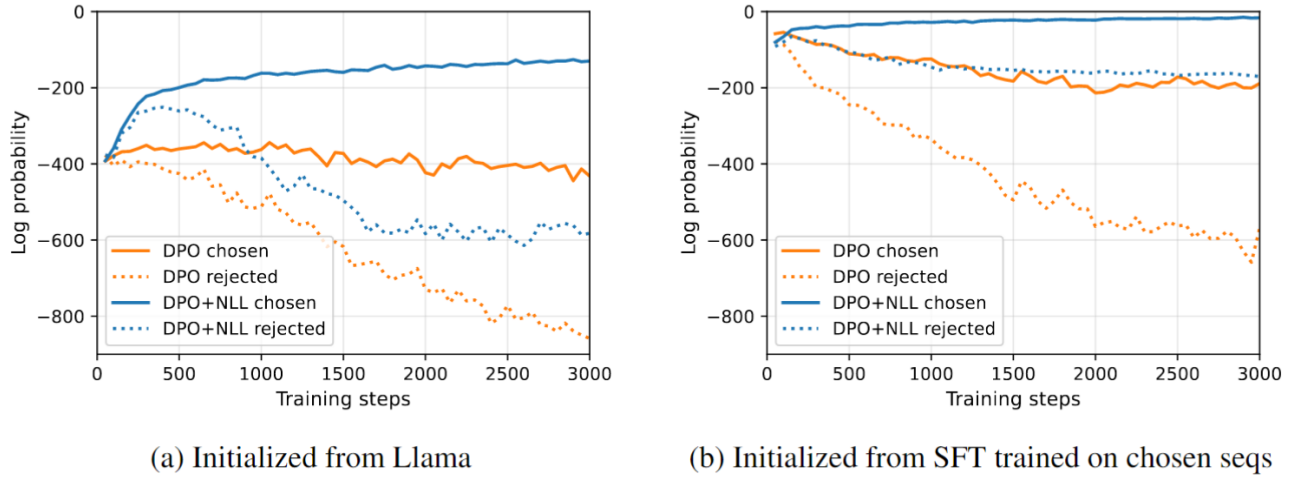 0
−200
−400
−600
−800
Log probability
DPO chosen
DPO rejected
DPO+NLL chosen
DPO+NLL rejected
0 500 1000 1500 2000 2500 3000
Training steps
(a) Initialized from Llama
0
−200
−400
−600
−800
Log probability
DPO chosen
DPO rejected
DPO+NLL chosen
DPO+NLL rejected
0 500 1000 1500 2000 2500 3000
Training steps
(b) Initialized from SFT trained on chosen seqs